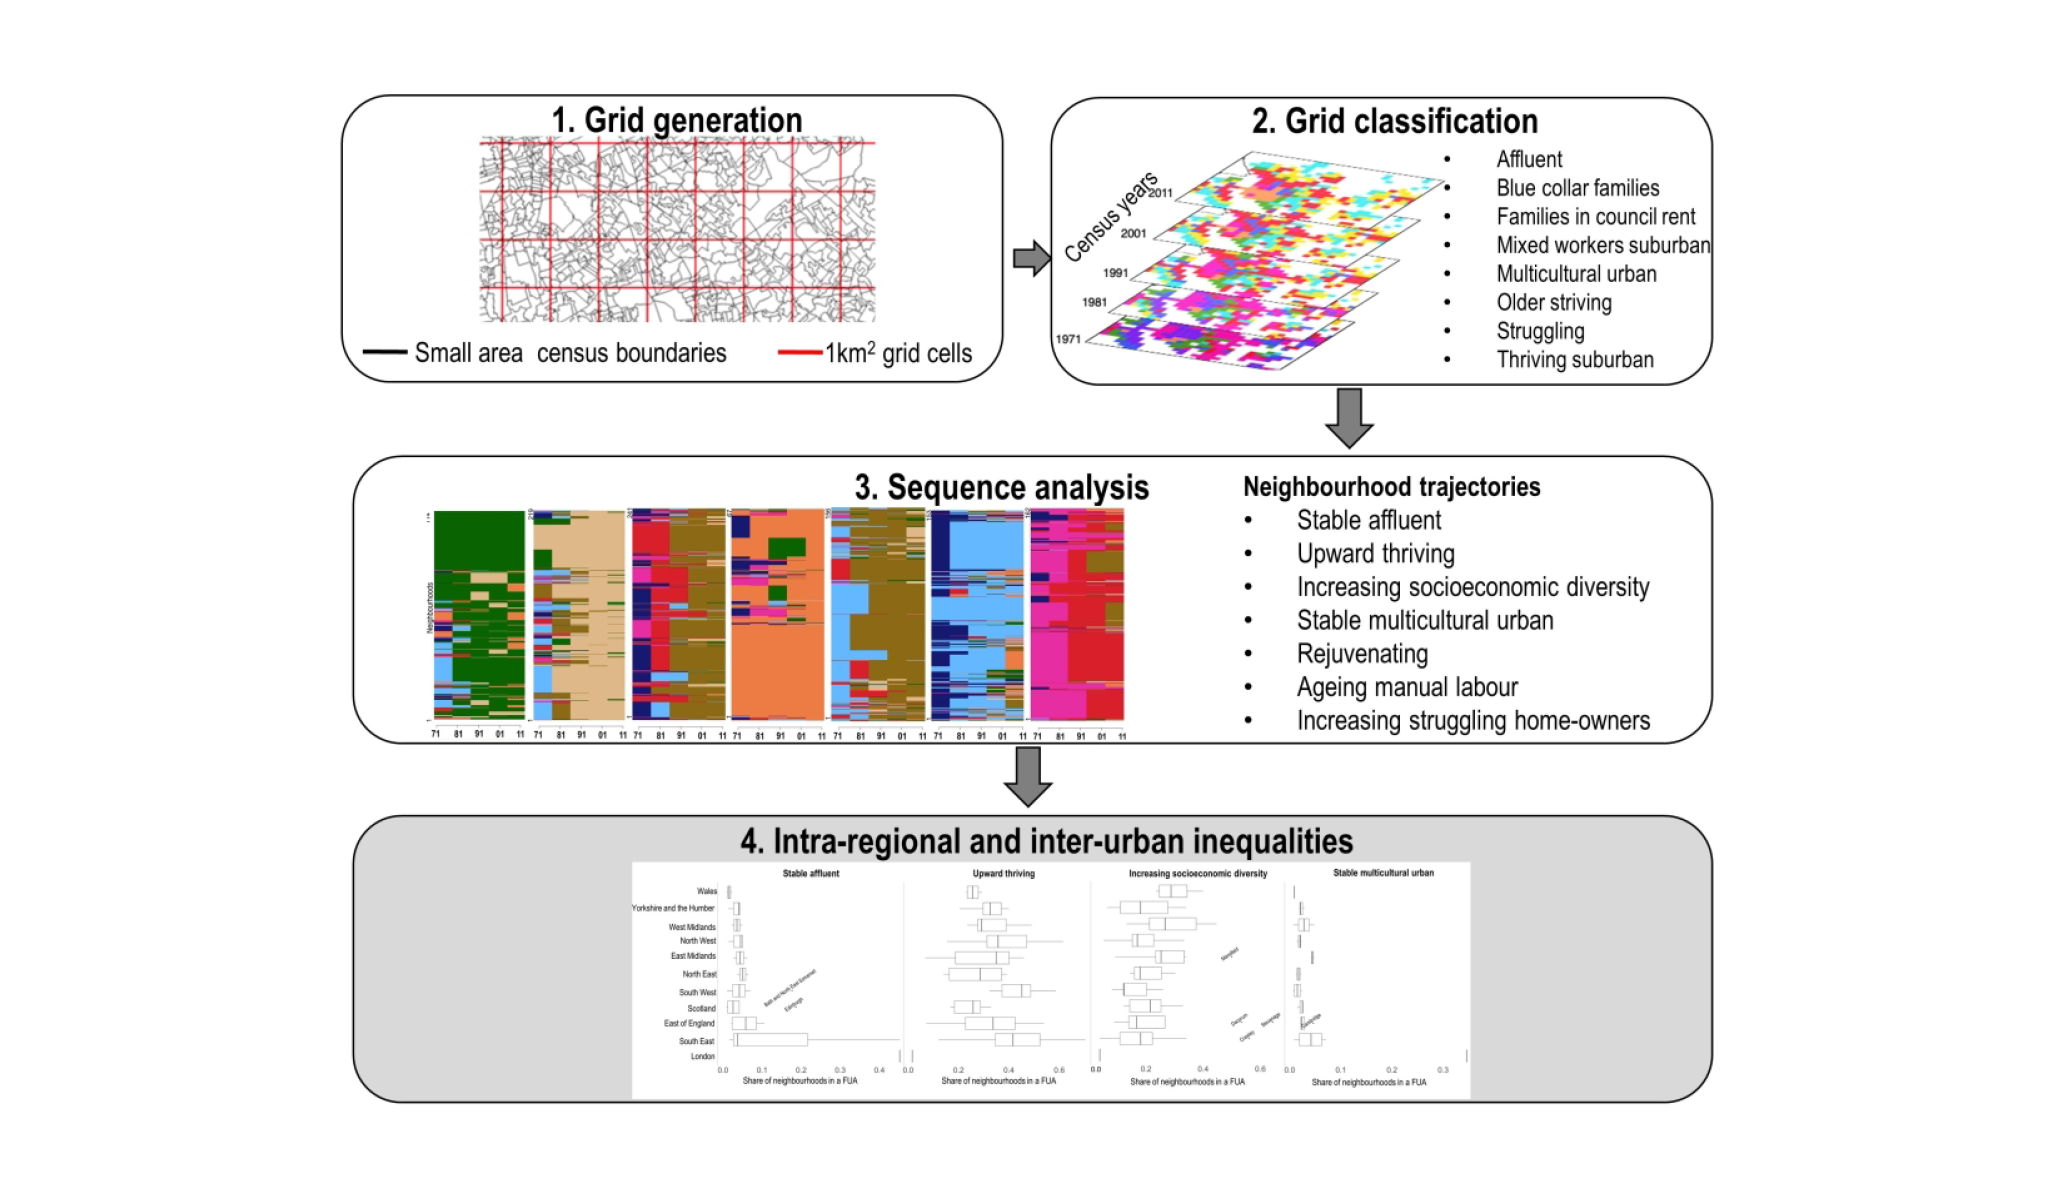 1. Grid generation
Small area census boundaries
1km² grid cells
2. Grid classification
Census years
2011
2001
1991
1981
1971
• Affluent
• Blue collar families
• Families in council rent
• Mixed workers suburban
• Multicultural urban
• Older striving
• Struggling
• Thriving suburban
3. Sequence analysis
Neighbourhoods
71 81 91 01 11
71 81 91 01 11
71 81 91 01 11
71 81 91 01 11
71 81 91 01 11
71 81 91 01 11
71 81 91 01 11
Neighbourhood trajectories
• Stable affluent
• Upward thriving
• Increasing socioeconomic diversity
• Stable multicultural urban
• Rejuvenating
• Ageing manual labour
• Increasing struggling home-owners
4. Intra-regional and inter-urban inequalities
Stable affluent
Upward thriving
Increasing socioeconomic diversity
Stable multicultural urban
Wales
Yorkshire and the Humber
West Midlands
North West
East Midlands
North East
South West
Scotland
East of England
South East
London
Bath and North East Somerset
Edinburgh
Mansfield
Stevenage
Crawley
0.0 0.1 0.2 0.3 0.4
0.0 0.2 0.4 0.6
0.0 0.2 0.4 0.6
0.0 0.1 0.2 0.3
Share of neighbourhoods in a FUA
Share of neighbourhoods in a FUA
Share of neighbourhoods in a FUA
Share of neighbourhoods in a FUA